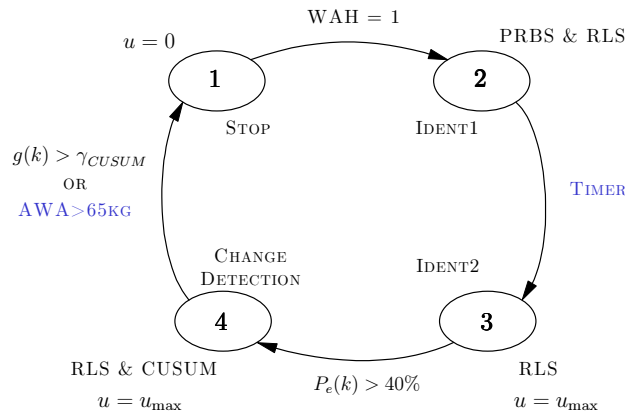 WAH = 1
u = 0
PRBS & RLS
1
2
STOP
IDENT1
g(k) > γ_CUSUM
OR
AWA>65KG
TIMER
CHANGE
DETECTION
IDENT2
4
3
RLS & CUSUM
u = u_max
P_e(k) > 40%
RLS
u = u_max